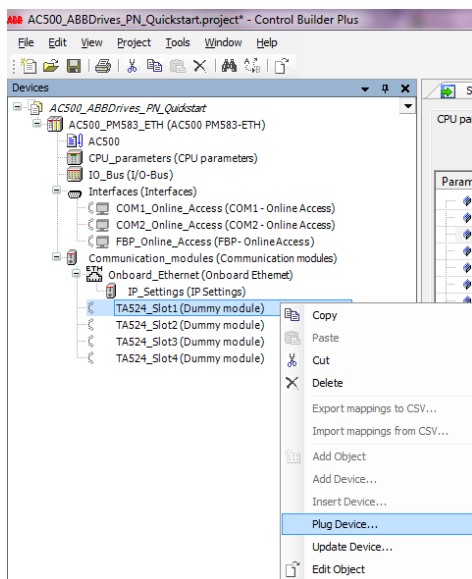 ABB AC500_ABBDrives_PN_Quickstart.project* - Control Builder Plus
File Edit View Project Tools Window Help
Devices
AC500_ABBDrives_PN_Quickstart
AC500_PM583_ETH (AC500 PM583-ETH)
AC500
CPU_parameters (CPU parameters)
IO_Bus (I/O-Bus)
Interfaces (Interfaces)
COM1_Online_Access (COM1 - Online Access)
COM2_Online_Access (COM2 - Online Access)
FBP_Online_Access (FBP- OnlineAccess)
Communication_modules (Communication modules)
ETH
Onboard_Ethernet (Onboard Ethernet)
IP_Settings (IP Settings)
TA524_Slot1 (Dummy module)
TA524_Slot2 (Dummy module)
TA524_Slot3 (Dummy module)
TA524_Slot4 (Dummy module)
S
CPU pa
Param
Copy
Paste
Cut
Delete
Export mappings to CSV...
Import mappings from CSV...
Add Object
Add Device...
Insert Device...
Plug Device...
Update Device...
Edit Object